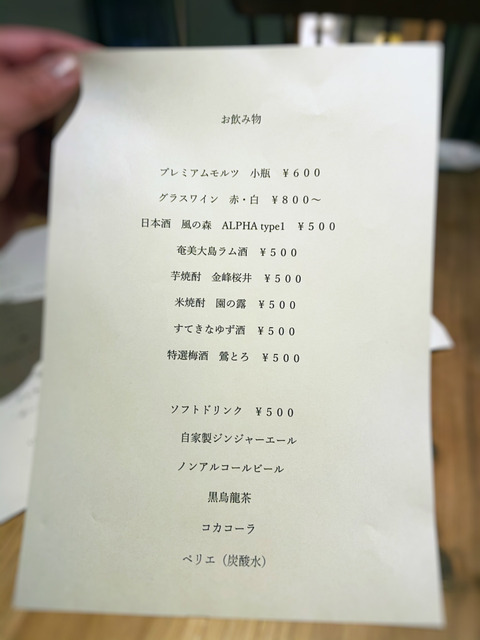 お飲み物
プレミアムモルツ　小瓶　￥６００
グラスワイン　赤・白　￥８００～
日本酒　風の森　ALPHA type1　￥５００
奄美大島ラム酒　￥５００
芋焼酎　金峰桜井　￥５００
米焼酎　園の露　￥５００
すてきなゆず酒　￥５００
特選梅酒　鶯とろ　￥５００
ソフトドリンク　￥５００
自家製ジンジャーエール
ノンアルコールビール
黒烏龍茶
コカコーラ
ペリエ（炭酸水）